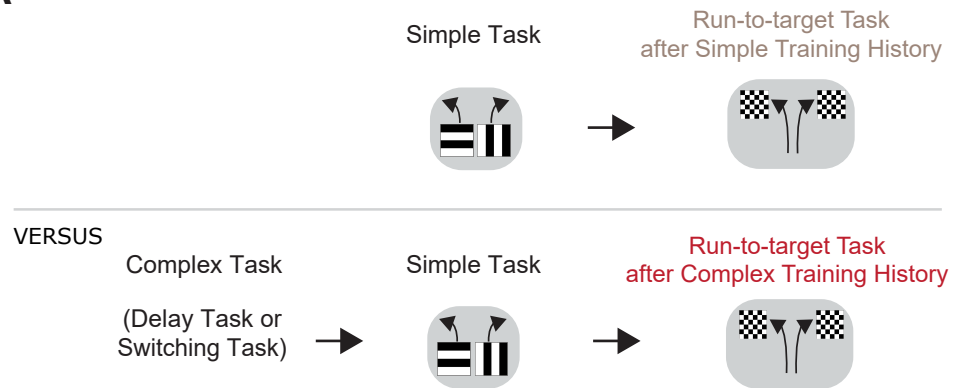 Simple Task
Run-to-target Task
after Simple Training History
VERSUS
Complex Task
(Delay Task or
Switching Task)
Simple Task
Run-to-target Task
after Complex Training History